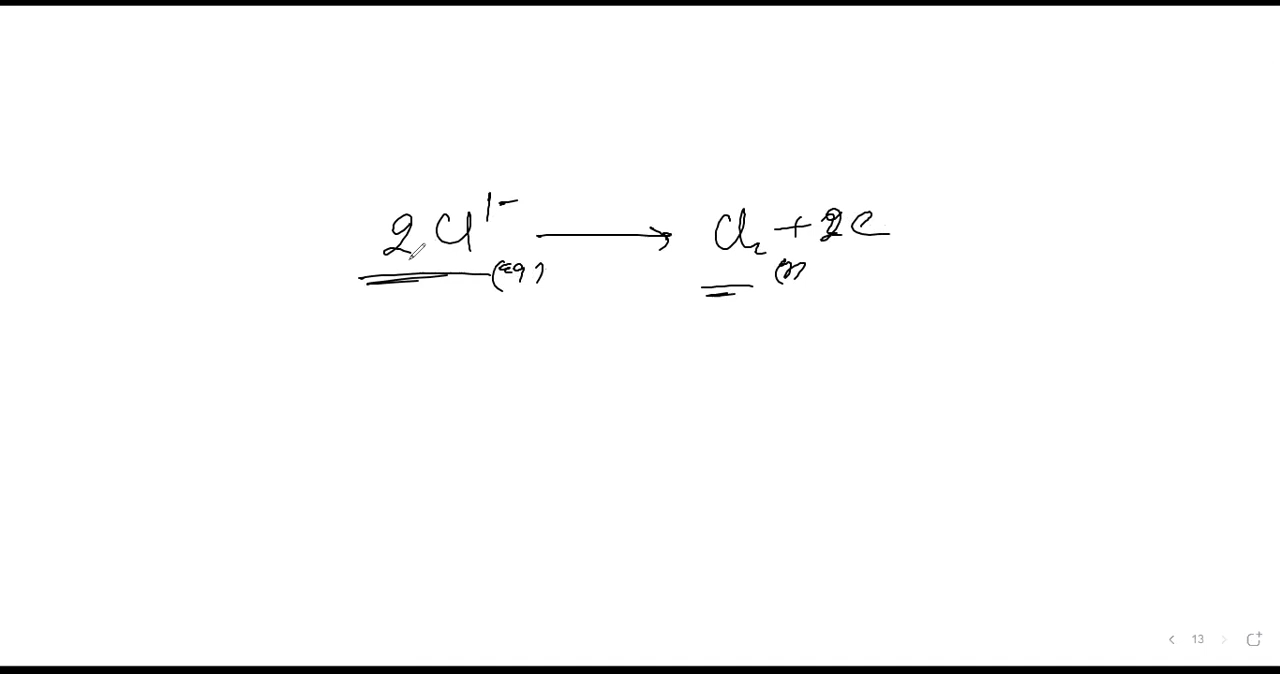 2Cl¹⁻ (aq) ⟶ Cl₂ (g) + 2e
13